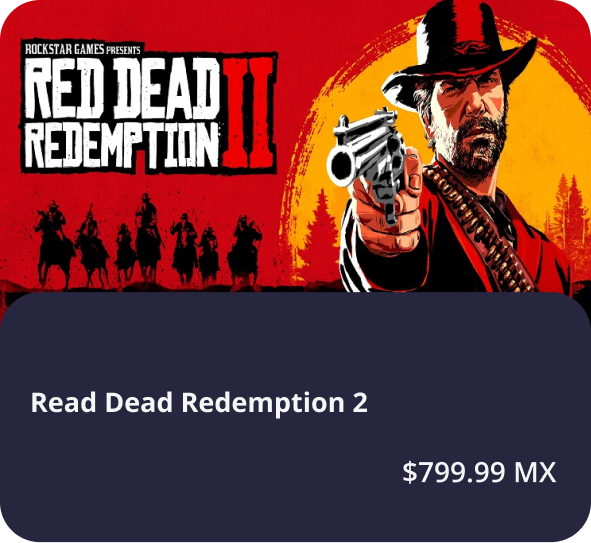 ROCKSTAR GAMES PRESENTS
RED DEAD
REDEMPTION II
Read Dead Redemption 2
$799.99 MX